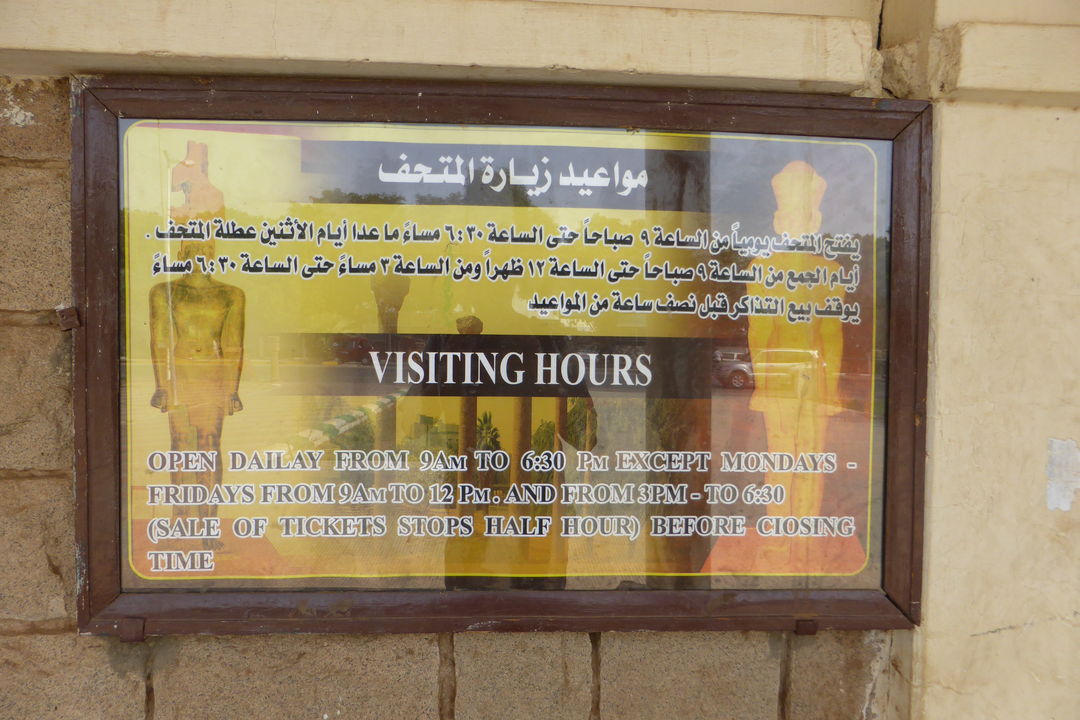 مواعيد زيارة المتحف
يفتتح المتحف يومياً من الساعة ٩ صباحاً حتى الساعة ٦:٣٠ مساءً ما عدا أيام الأثنين عطلة المتحف .
أيام الجمع من الساعة ٩ صباحاً حتى الساعة ١٢ ظهراً ومن الساعة ٣ مساءً حتى الساعة ٦:٣٠ مساءً
يوقف بيع التذاكر قبل نصف ساعة من المواعيد
VISITING HOURS
OPEN DAILAY FROM 9AM TO 6:30 PM EXCEPT MONDAYS -
FRIDAYS FROM 9AM TO 12 PM . AND FROM 3PM - TO 6:30
(SALE OF TICKETS STOPS HALF HOUR) BEFORE CIOSING
TIME